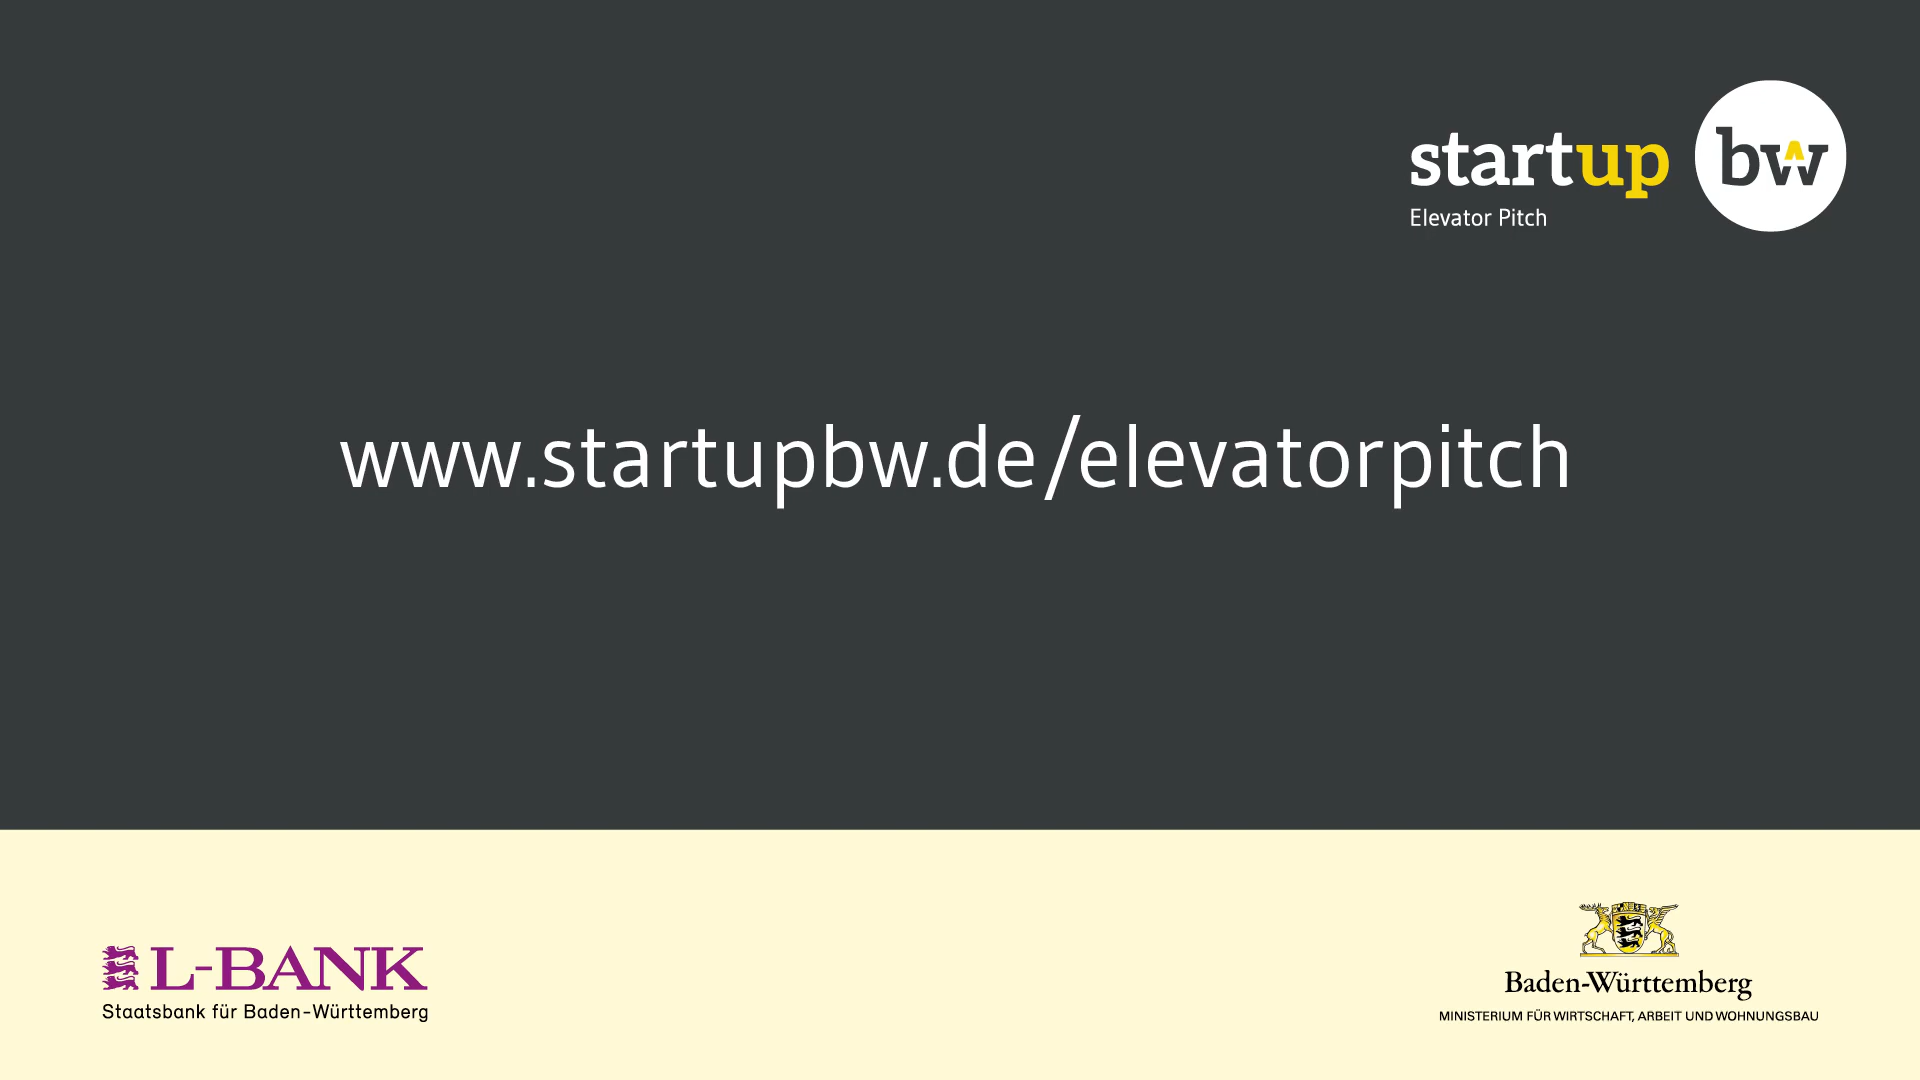 startup bw
Elevator Pitch
www.startupbw.de/elevatorpitch
L-BANK
Staatsbank für Baden-Württemberg
Baden-Württemberg
MINISTERIUM FÜR WIRTSCHAFT, ARBEIT UND WOHNUNGSBAU